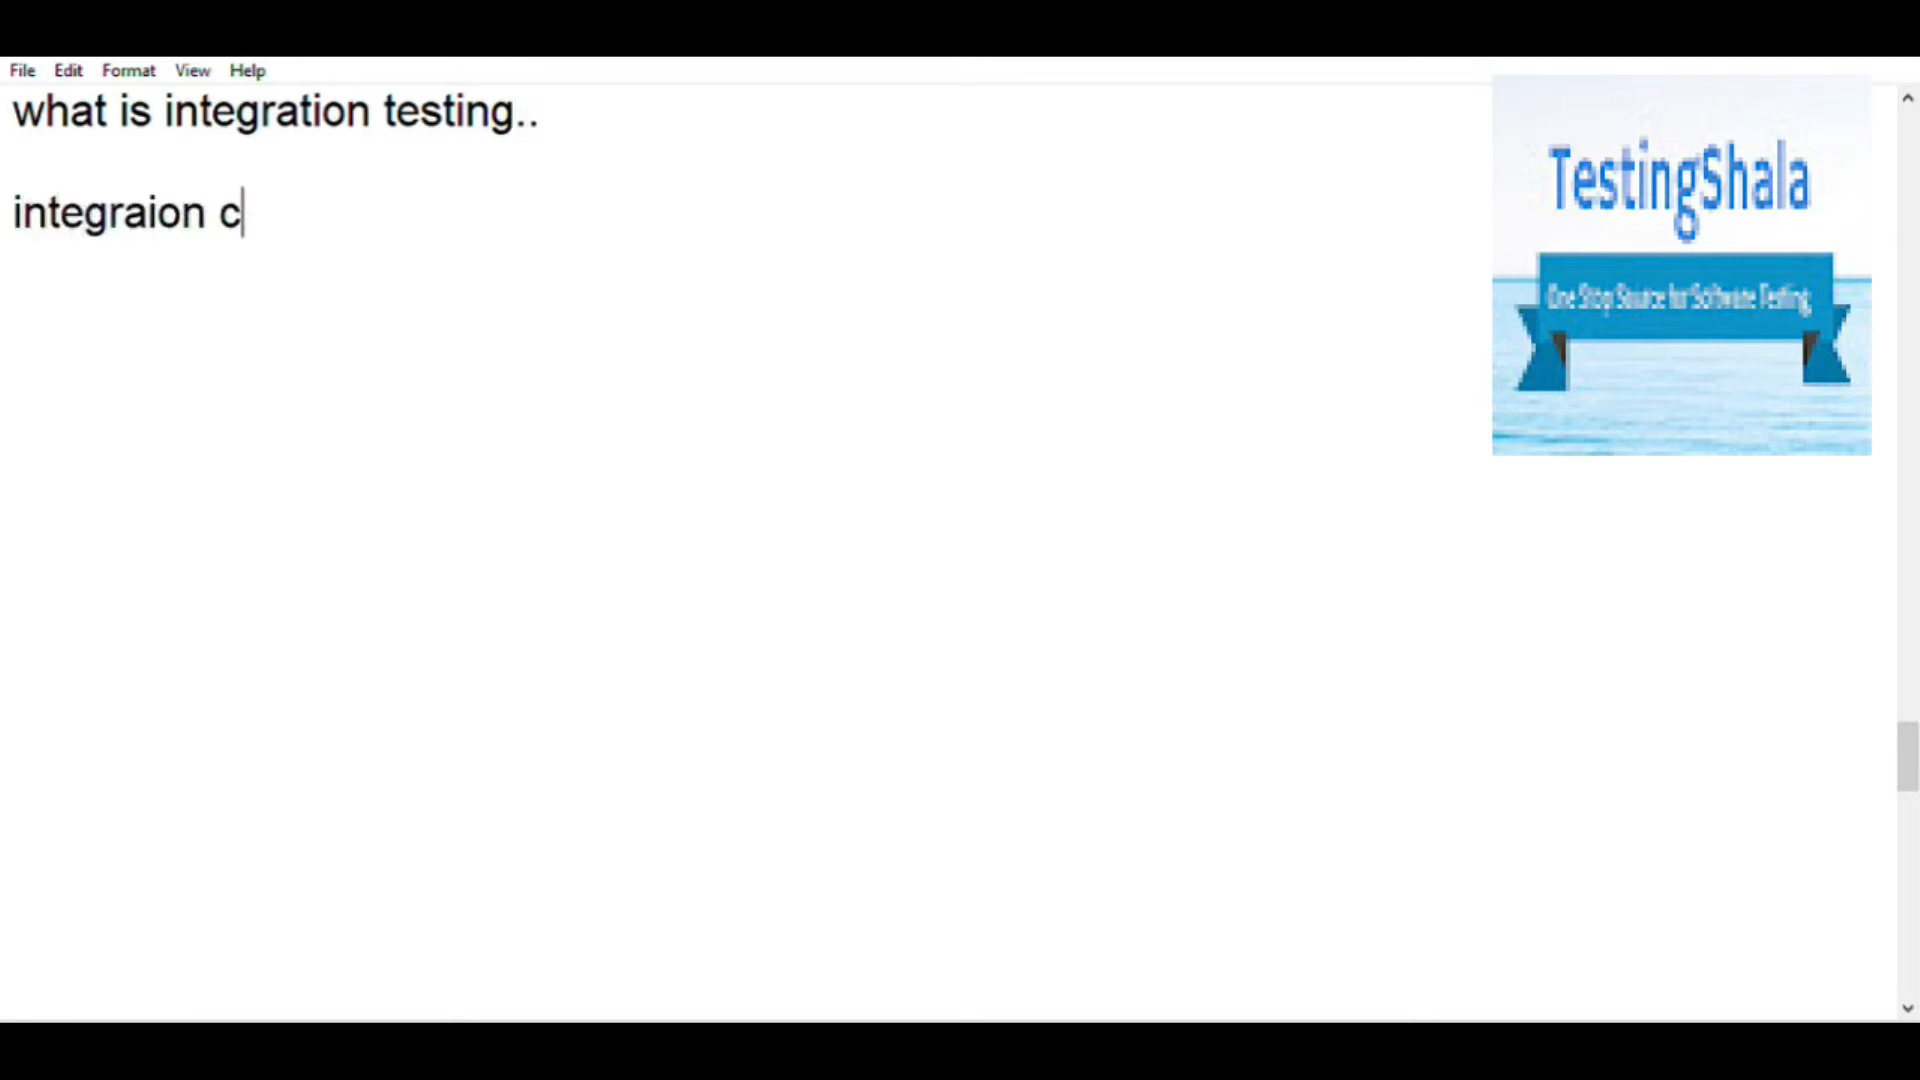 File Edit Format View Help
what is integration testing..
integraion c
TestingShala
One Stop Source for Software Testing